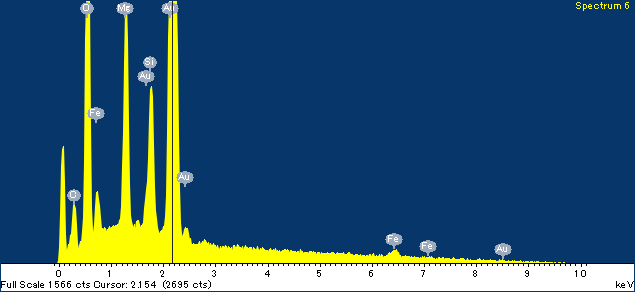 Spectrum 6
O Mg Au
Si
Au
Fe
Au
C
Fe Fe Au
0 1 2 3 4 5 6 7 8 9 10
Full Scale 1566 cts Cursor: 2.154 (2695 cts) keV